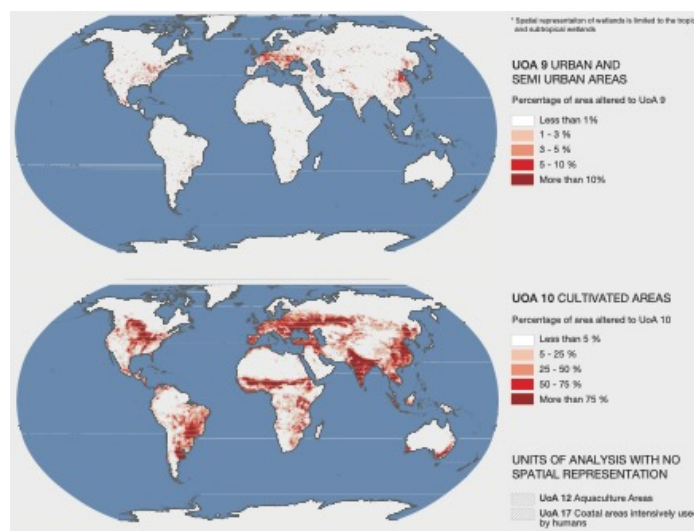 * Spatial representation of wetlands is limited to the tropi
and subtropical wetlands
UOA 9 URBAN AND
SEMI URBAN AREAS
Percentage of area altered to UoA 9
Less than 1%
1 - 3 %
3 - 5 %
5 - 10 %
More than 10%
UOA 10 CULTIVATED AREAS
Percentage of area altered to UoA 10
Less than 5 %
5 - 25 %
25 - 50 %
50 - 75 %
More than 75 %
UNITS OF ANALYSIS WITH NO
SPATIAL REPRESENTATION
UoA 12 Aquaculture Areas
UoA 17 Coatal areas intensively used
by humans